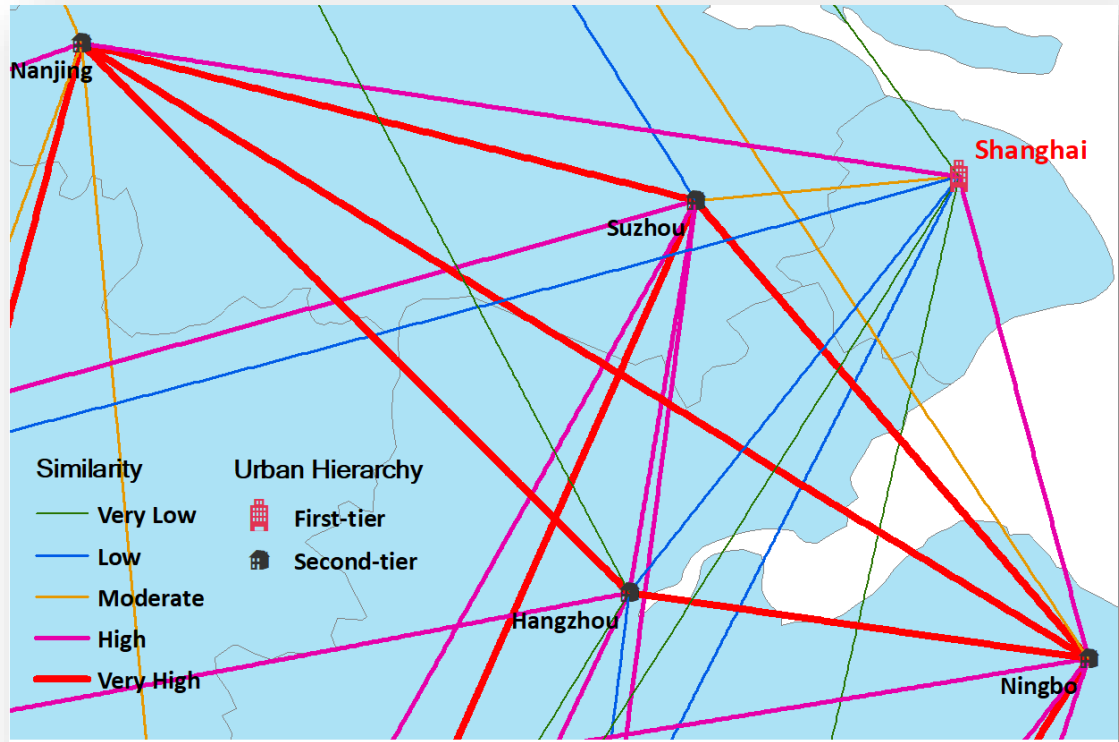 Nanjing
Shanghai
Suzhou
Similarity
Urban Hierarchy
Very Low
First-tier
Low
Second-tier
Moderate
High
Very High
Hangzhou
Ningbo